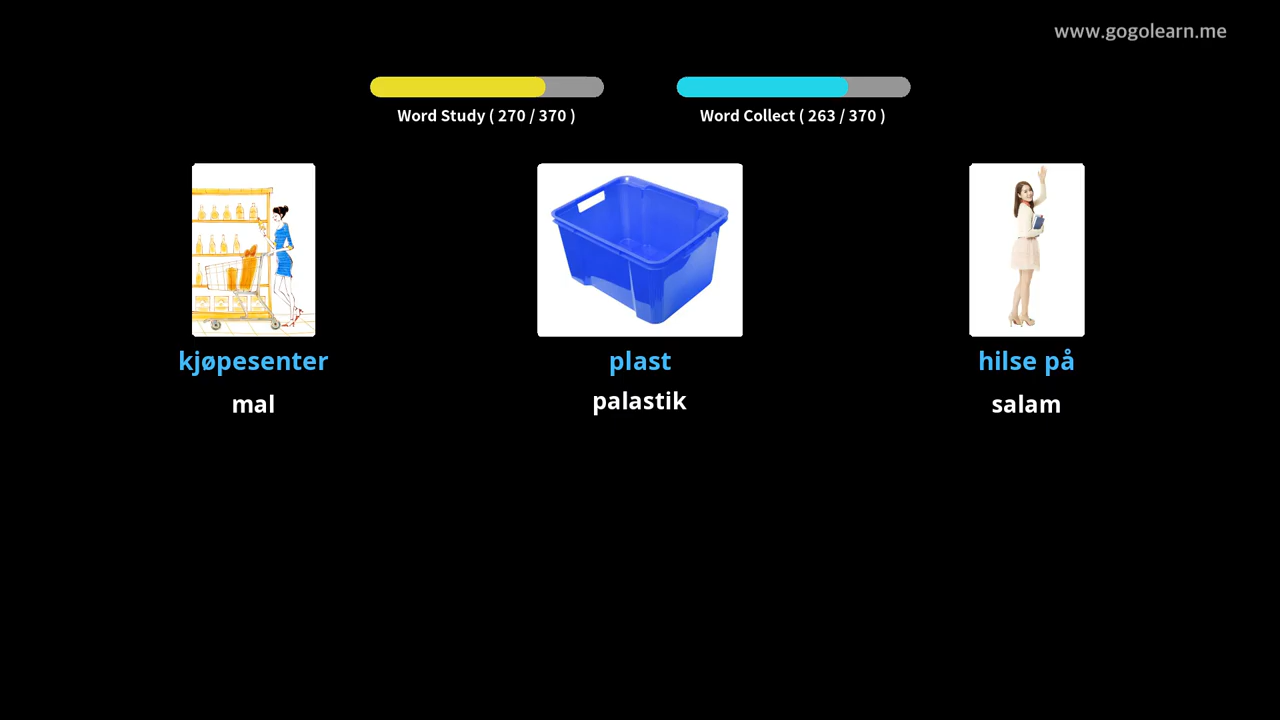 www.gogolearn.me
Word Study ( 270 / 370 )
Word Collect ( 263 / 370 )
kjøpesenter
plast
hilse på
mal
palastik
salam